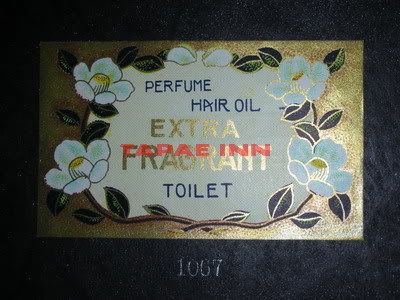 PERFUME
HAIR OIL
EXTRA
TAPAE INN
FRAGRANT
TOILET
1067